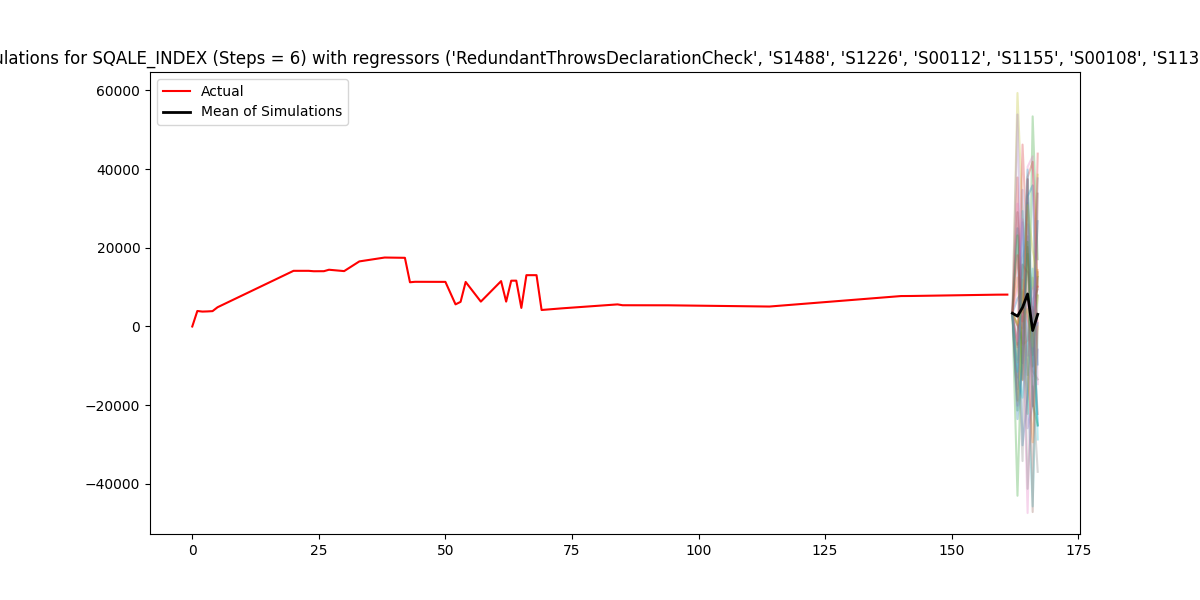 ulations for SQALE_INDEX (Steps = 6) with regressors ('RedundantThrowsDeclarationCheck', 'S1488', 'S1226', 'S00112', 'S1155', 'S00108', 'S113
Actual
Mean of Simulations
60000
40000
20000
0
−20000
−40000
0 25 50 75 100 125 150 175